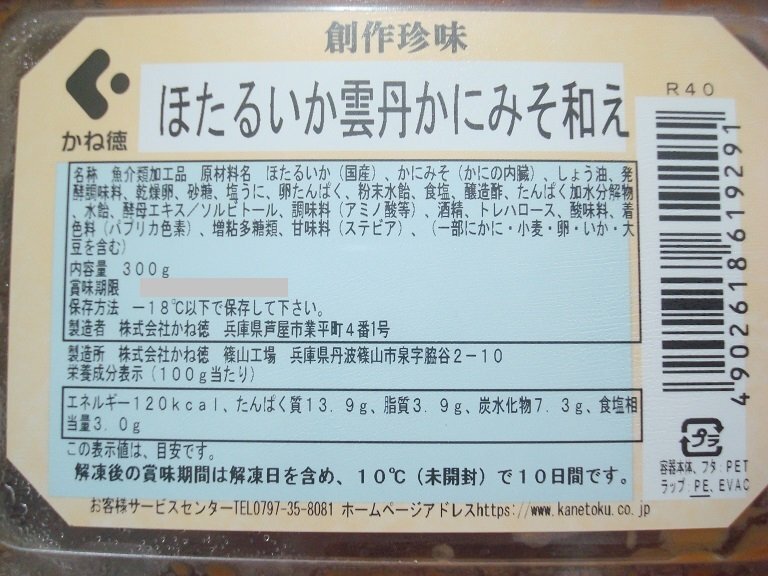 創作珍味
R40
かね徳
ほたるいか雲丹かにみそ和え
名称　魚介類加工品　原材料名　ほたるいか（国産）、かにみそ（かにの内臓）、しょう油、発
酵調味料、乾燥卵、砂糖、塩うに、卵たんぱく、粉末水飴、食塩、醸造酢、たんぱく加水分解物
、水飴、酵母エキス／ソルビトール、調味料（アミノ酸等）、酒精、トレハロース、酸味料、着
色料（パプリカ色素）、増粘多糖類、甘味料（ステビア）、（一部にかに・小麦・卵・いか・大
豆を含む）
内容量　300g
賞味期限
保存方法　－18℃以下で保存して下さい。
製造者　株式会社かね徳　兵庫県芦屋市業平町4番1号
製造所　株式会社かね徳　篠山工場　兵庫県丹波篠山市泉字脇谷2－10
栄養成分表示（100g当たり）
エネルギー120kcal、たんぱく質13.9g、脂質3.9g、炭水化物7.3g、食塩相
当量3.0g
この表示値は、目安です。
解凍後の賞味期間は解凍日を含め、10℃（未開封）で10日間です。
お客様サービスセンターTEL0797-35-8081 ホームページアドレスhttps://www.kanetoku.co.jp
4902618619291
プラ
容器本体、フタ:PET
ラップ:PE、EVAC